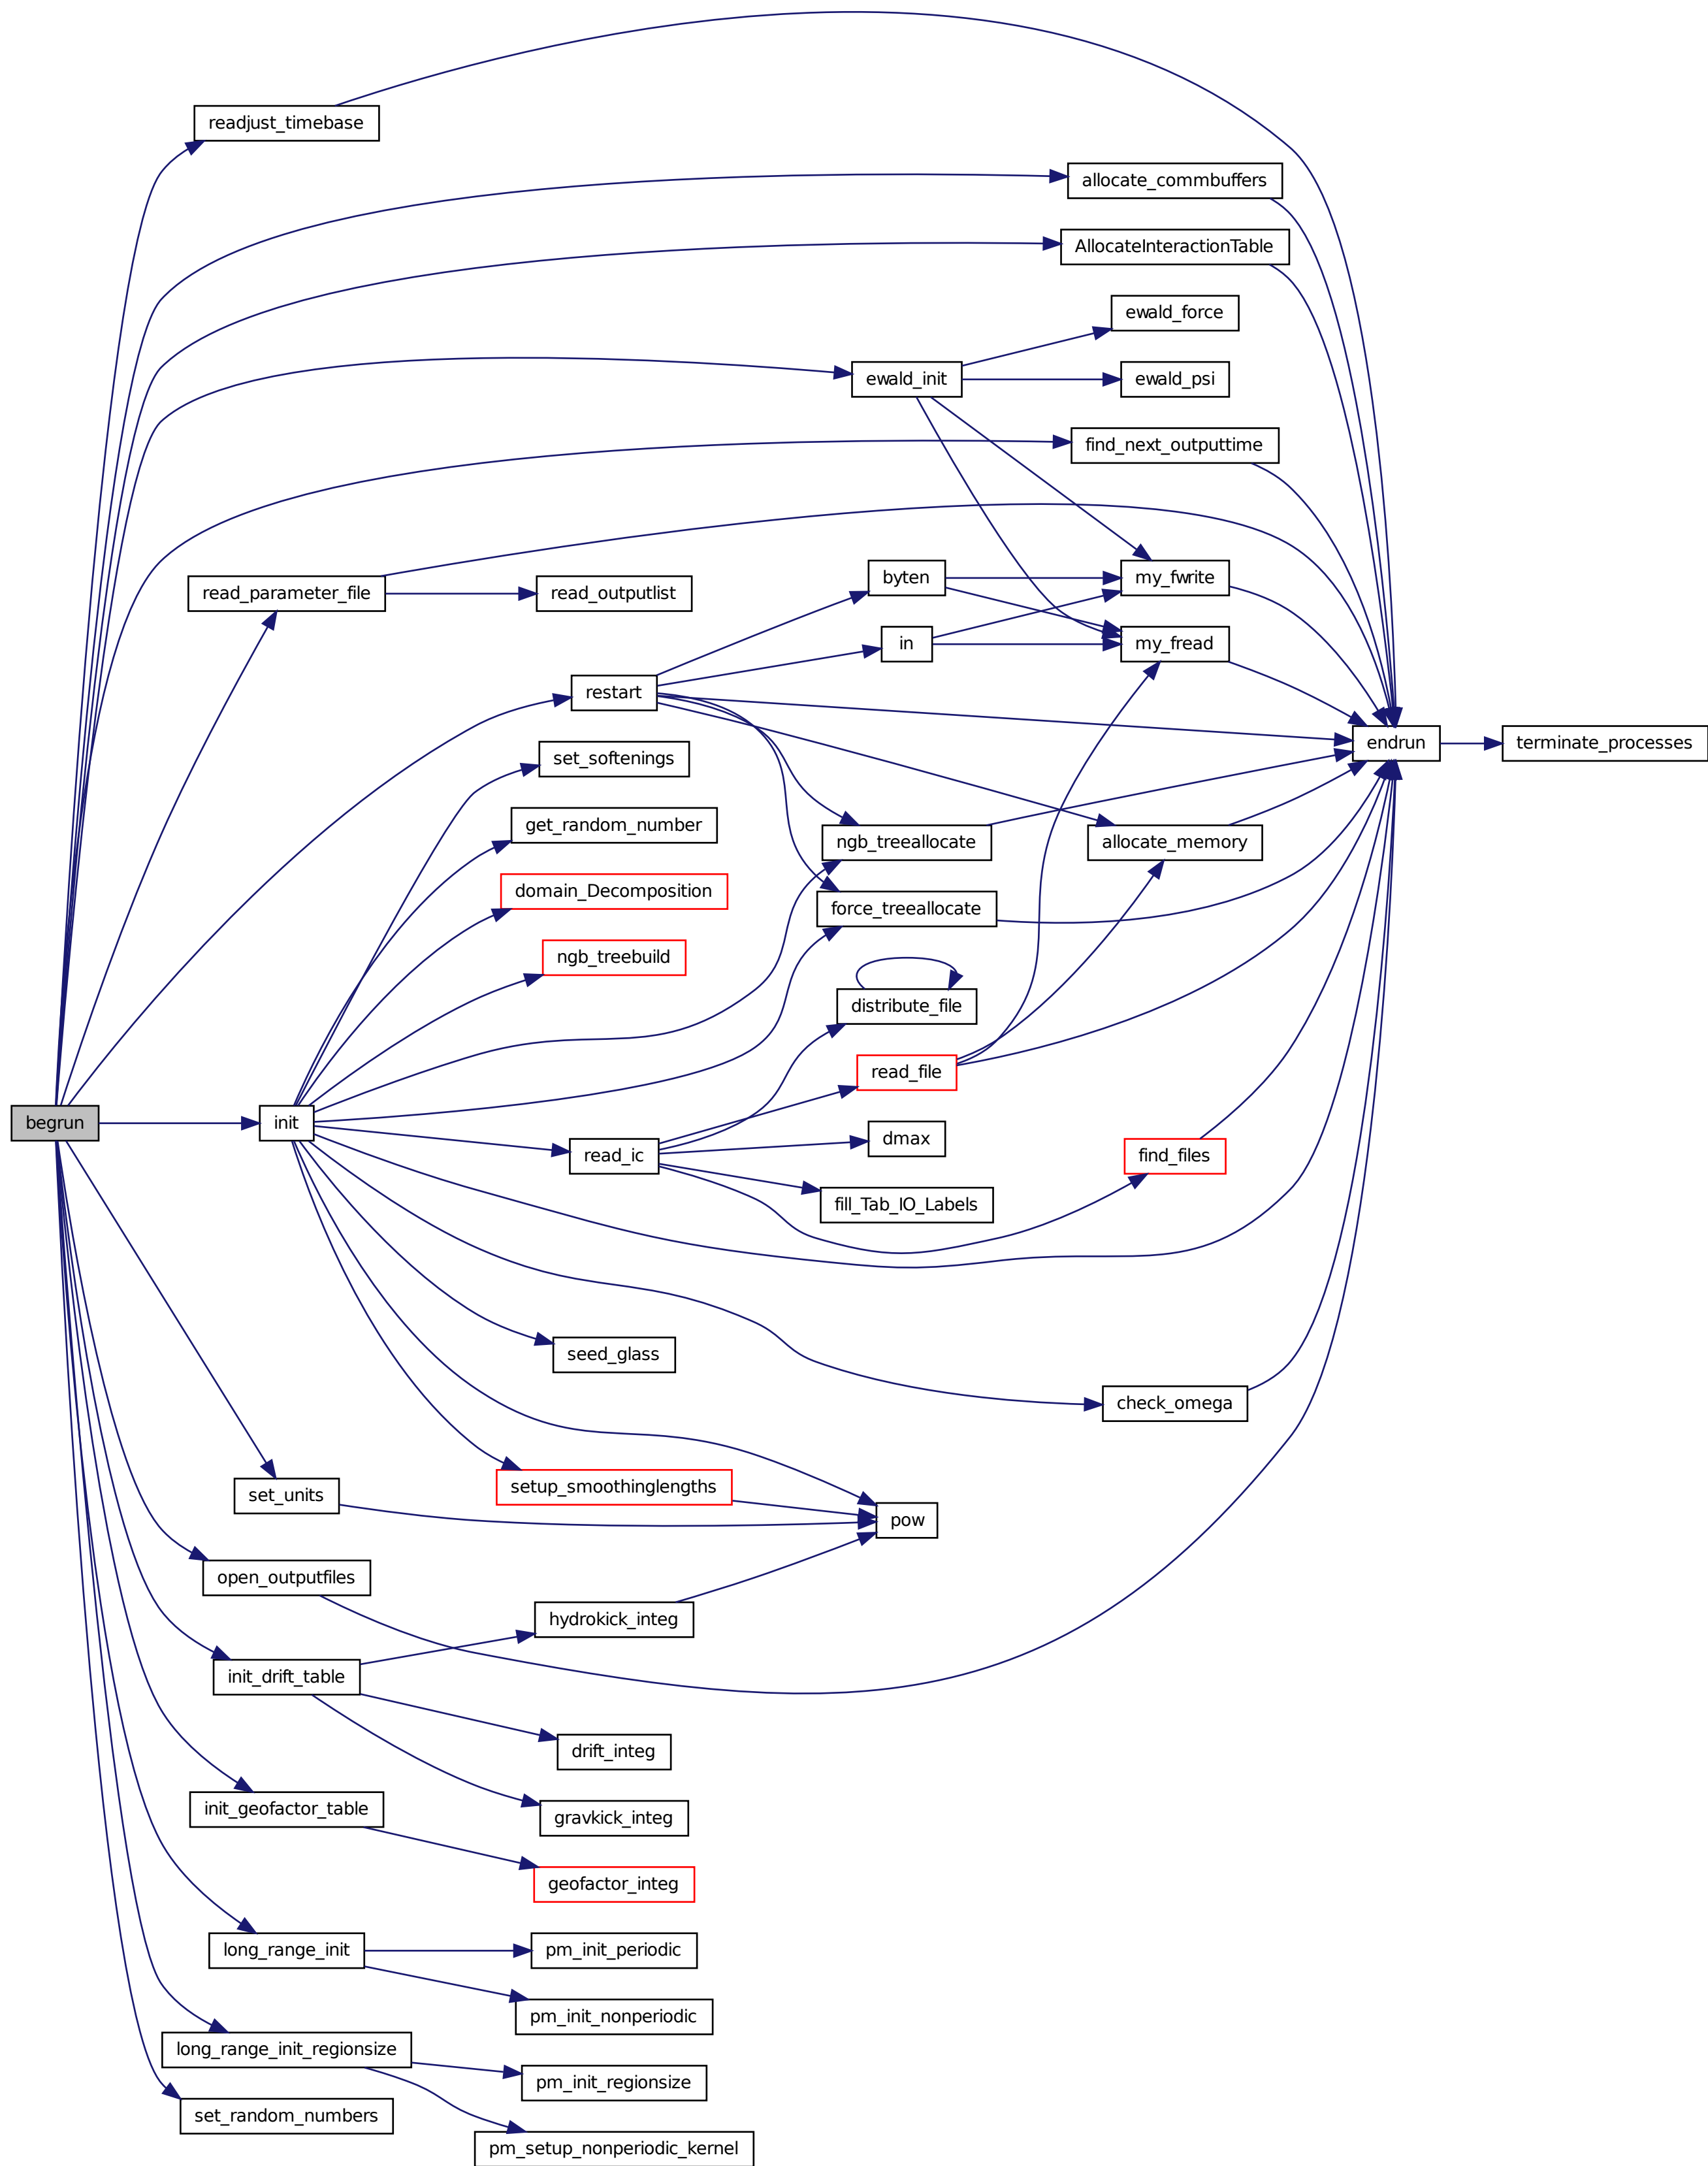 readjust_timebase
allocate_commbuffers
AllocateInteractionTable
ewald_force
ewald_init
ewald_psi
find_next_outputtime
byten
my_fwrite
read_parameter_file
read_outputlist
in
my_fread
restart
endrun
terminate_processes
set_softenings
get_random_number
ngb_treeallocate
allocate_memory
domain_Decomposition
force_treeallocate
ngb_treebuild
distribute_file
read_file
begrun
init
dmax
read_ic
find_files
fill_Tab_IO_Labels
seed_glass
check_omega
setup_smoothinglengths
set_units
pow
open_outputfiles
hydrokick_integ
init_drift_table
drift_integ
init_geofactor_table
gravkick_integ
geofactor_integ
long_range_init
pm_init_periodic
pm_init_nonperiodic
long_range_init_regionsize
pm_init_regionsize
set_random_numbers
pm_setup_nonperiodic_kernel